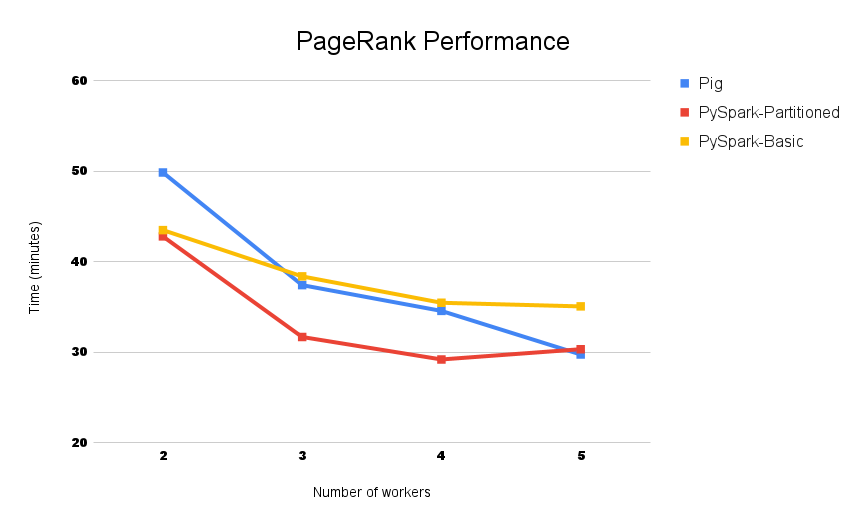 PageRank Performance
Pig
PySpark-Partitioned
PySpark-Basic
Time (minutes)
60
50
40
30
20
2 3 4 5
Number of workers